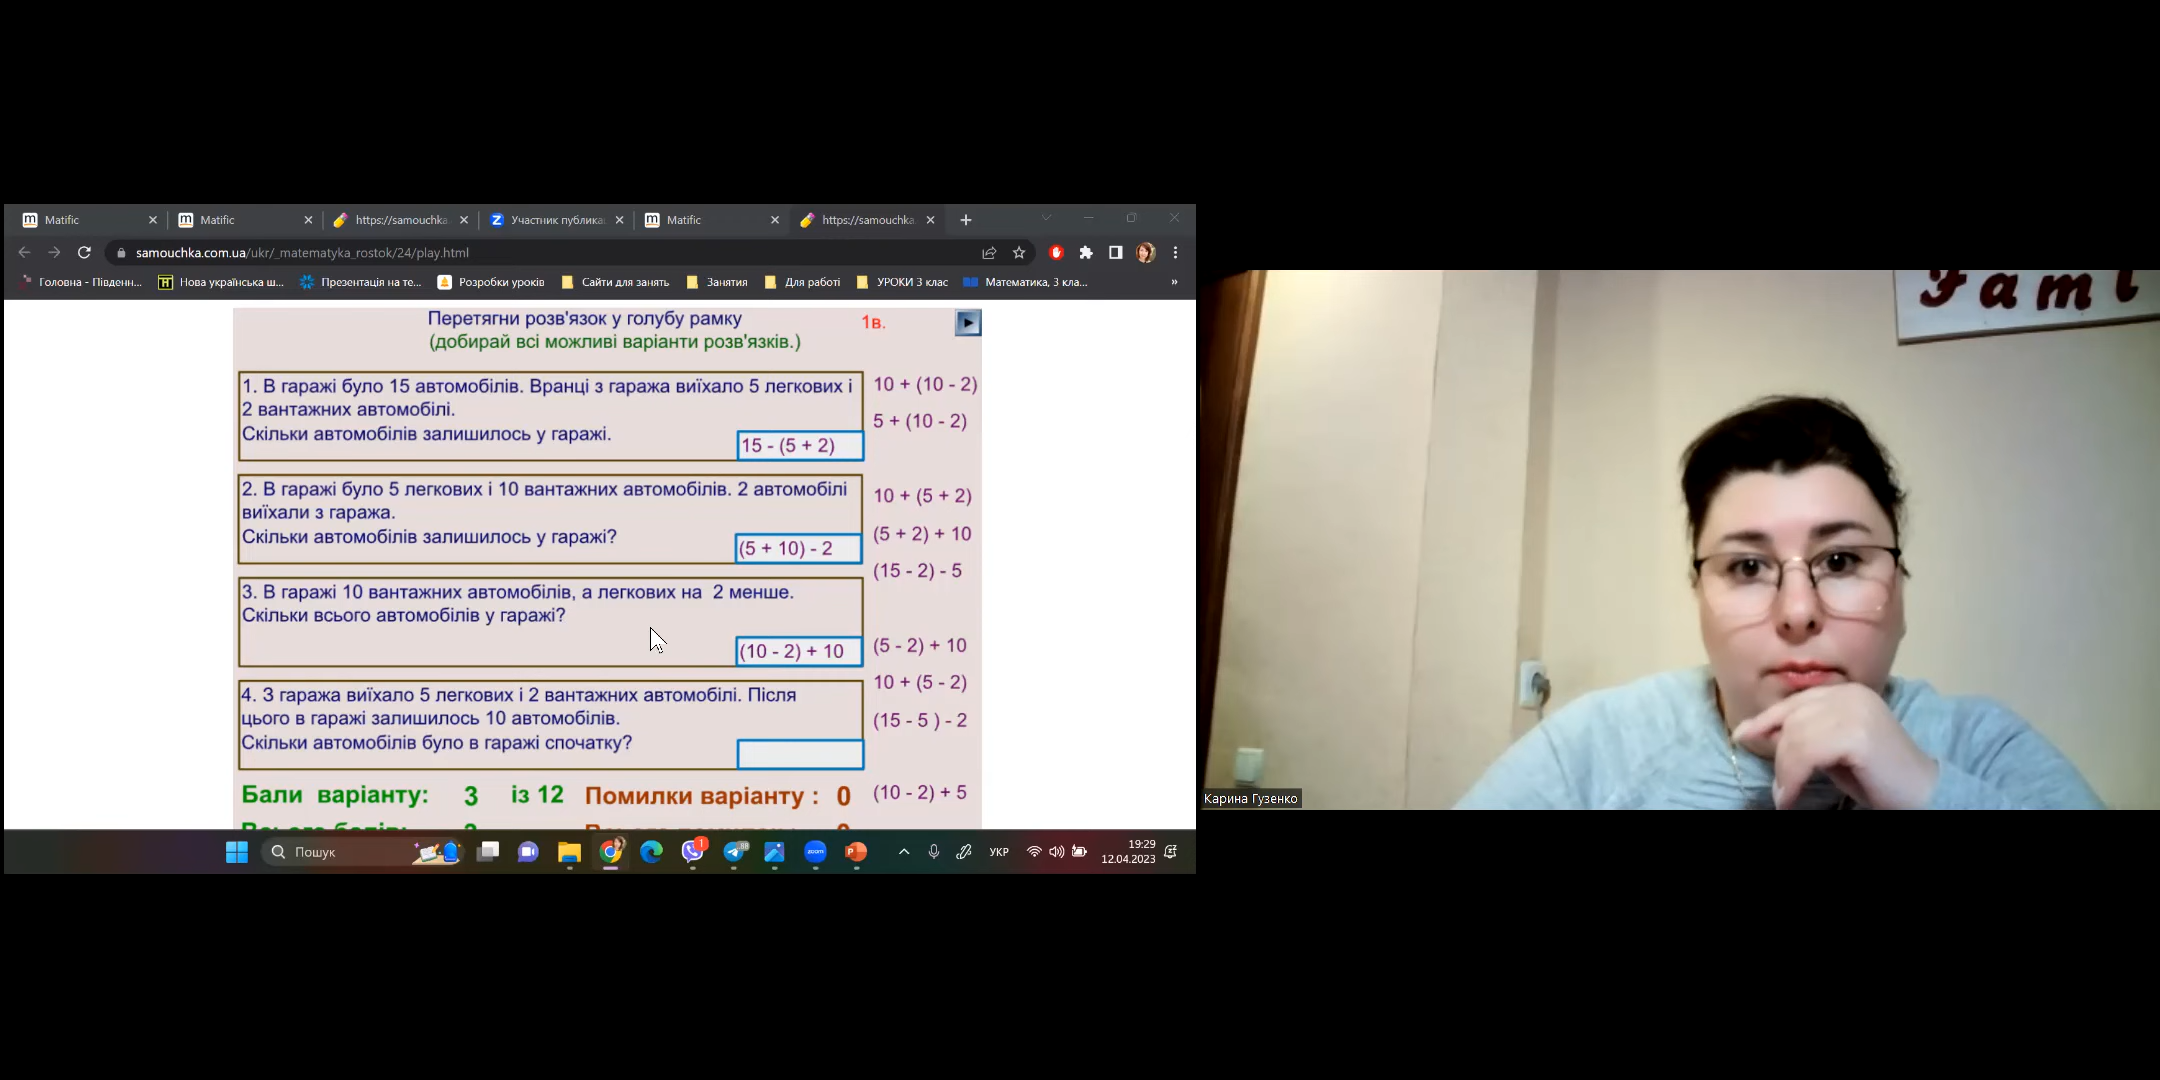 Matific
Matific
https://samouchka.
Участник публика
Matific
https://samouchka.
samouchka.com.ua/ukr/_matematyka_rostok/24/play.html
Головна - Південн...
Нова українська ш...
Презентація на те...
Розробки уроків
Сайти для занять
Занятия
Для работі
УРОКИ 3 клас
Математика, 3 кла...
»
Перетягни розв'язок у голубу рамку
1в.
(добирай всі можливі варіанти розв'язків.)
1. В гаражі було 15 автомобілів. Вранці з гаража виїхало 5 легкових і
2 вантажних автомобілі.
Скільки автомобілів залишилось у гаражі.
15 - (5 + 2)
2. В гаражі було 5 легкових і 10 вантажних автомобілів. 2 автомобілі
виїхали з гаража.
Скільки автомобілів залишилось у гаражі?
(5 + 10) - 2
3. В гаражі 10 вантажних автомобілів, а легкових на 2 менше.
Скільки всього автомобілів у гаражі?
(10 - 2) + 10
4. З гаража виїхало 5 легкових і 2 вантажних автомобілі. Після
цього в гаражі залишилось 10 автомобілів.
Скільки автомобілів було в гаражі спочатку?
10 + (10 - 2)
5 + (10 - 2)
10 + (5 + 2)
(5 + 2) + 10
(15 - 2) - 5
(5 - 2) + 10
10 + (5 - 2)
(15 - 5 ) - 2
(10 - 2) + 5
Бали варіанту: 3 із 12 Помилки варіанту : 0
Пошук
1
88
zoom
УКР
19:29
12.04.2023
Fami
Карина Гузенко